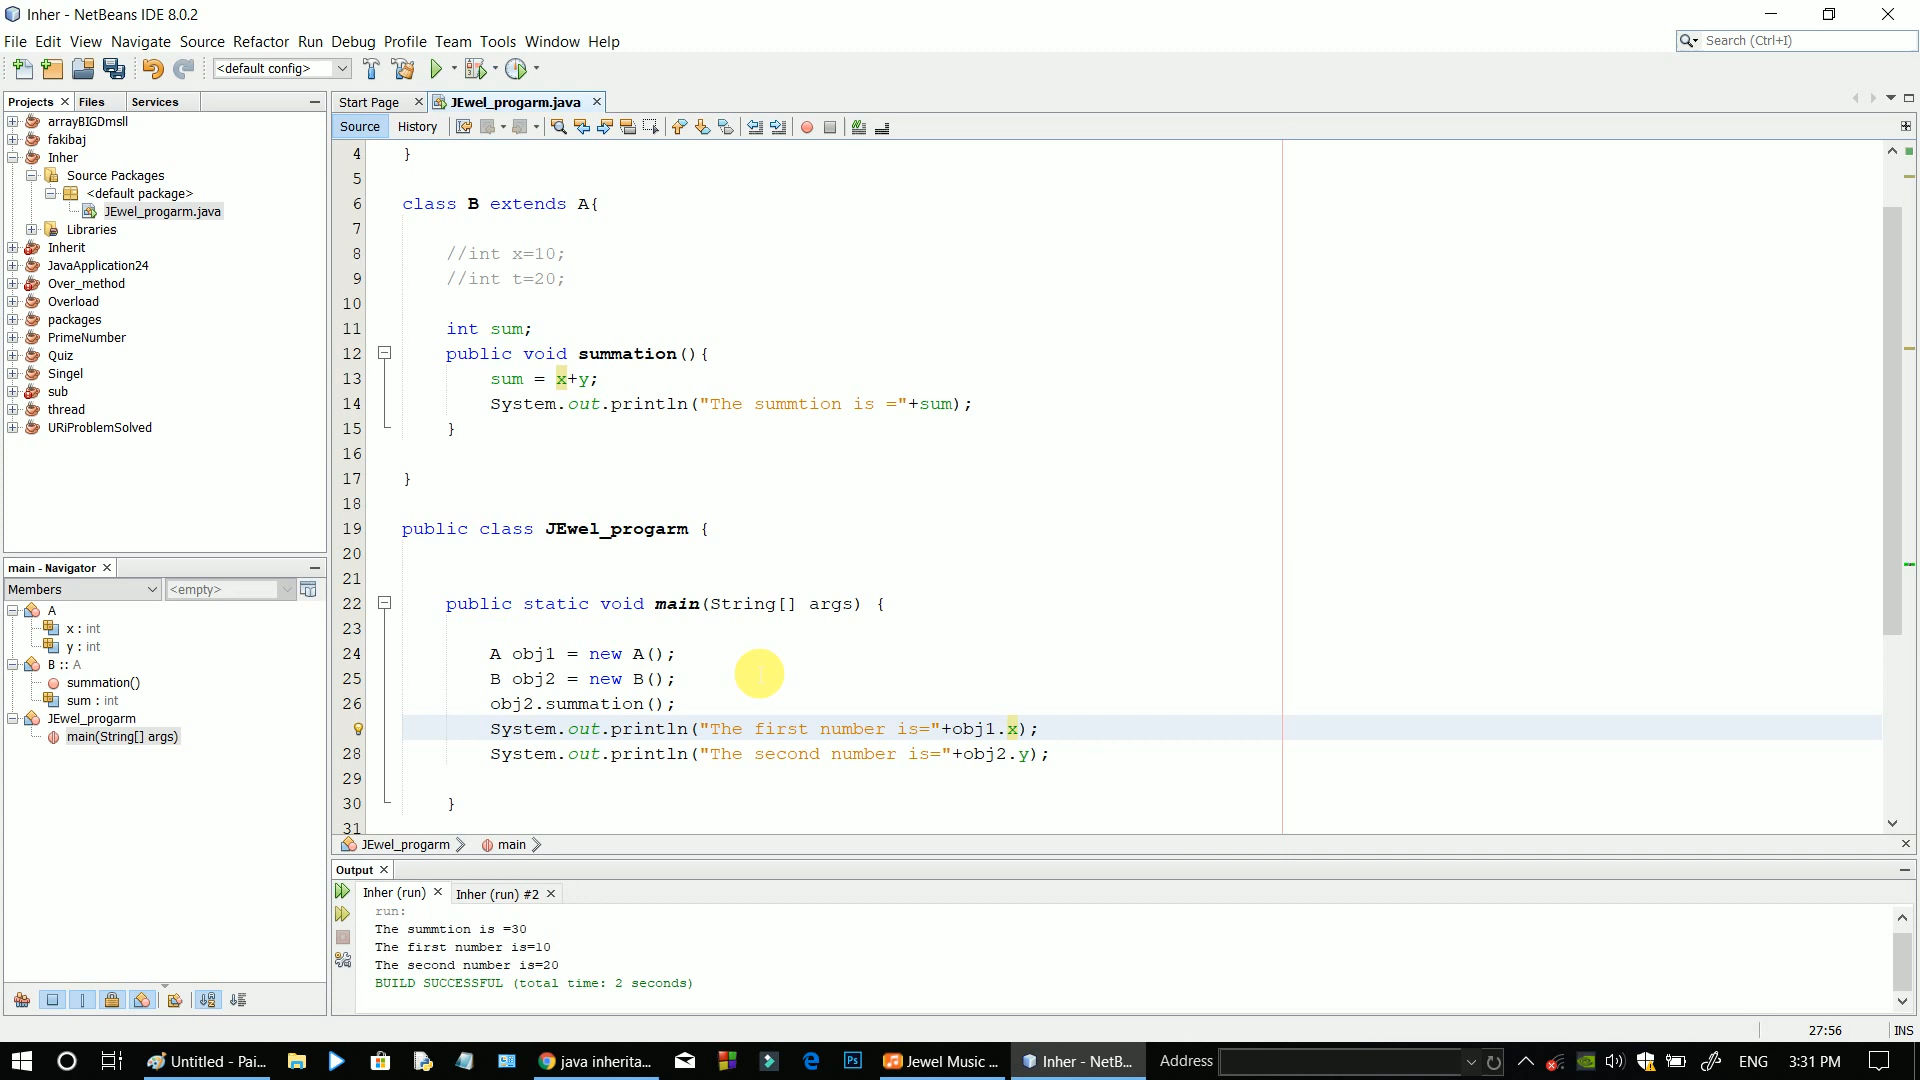 Inher - NetBeans IDE 8.0.2
File Edit View Navigate Source Refactor Run Debug Profile Team Tools Window Help
Search (Ctrl+I)
<default config>
Projects Files Services
Start Page JEwel_progarm.java
Source History
arrayBIGDmsll
fakibaj
Inher
Source Packages
<default package>
JEwel_progarm.java
Libraries
Inherit
JavaApplication24
Over_method
Overload
packages
PrimeNumber
Quiz
Singel
sub
thread
URiProblemSolved
main - Navigator
Members <empty>
A
x : int
y : int
B :: A
summation()
sum : int
JEwel_progarm
main(String[] args)
4 }
5
6 class B extends A{
7
8 //int x=10;
9 //int t=20;
10
11 int sum;
12 public void summation(){
13 sum = x+y;
14 System.out.println("The summtion is ="+sum);
15 }
16
17 }
18
19 public class JEwel_progarm {
20
21
22 public static void main(String[] args) {
23
24 A obj1 = new A();
25 B obj2 = new B();
26 obj2.summation();
System.out.println("The first number is="+obj1.x);
28 System.out.println("The second number is="+obj2.y);
29
30 }
31
JEwel_progarm main
Output
Inher (run) Inher (run) #2
run:
The summtion is =30
The first number is=10
The second number is=20
BUILD SUCCESSFUL (total time: 2 seconds)
27:56 INS
Untitled - Pai... java inherita... Ps Jewel Music ... Inher - NetB... Address ENG 3:31 PM